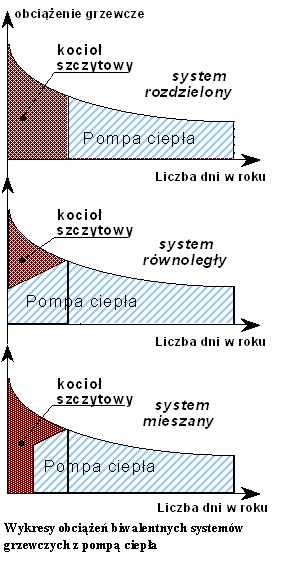 obciążenie grzewcze
kocioł
szczytowy
system
rozdzielony
Pompa ciepła
Liczba dni w roku
kocioł
szczytowy
system
równoległy
Pompa ciepła
Liczba dni w roku
kocioł
szczytowy
system
mieszany
Pompa ciepła
Liczba dni w roku
Wykresy obciążeń biwalentnych systemów
grzewczych z pompą ciepła